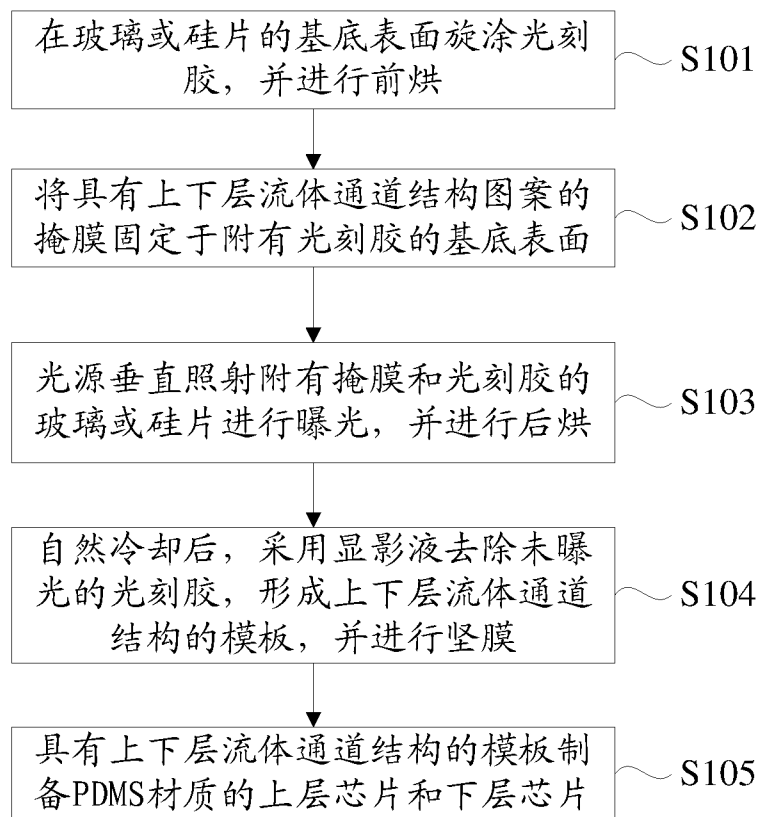 在玻璃或硅片的基底表面旋涂光刻
胶，并进行前烘
S101
将具有上下层流体通道结构图案的
掩膜固定于附有光刻胶的基底表面
S102
光源垂直照射附有掩膜和光刻胶的
玻璃或硅片进行曝光，并进行后烘
S103
自然冷却后，采用显影液去除未曝
光的光刻胶，形成上下层流体通道
结构的模板，并进行坚膜
S104
具有上下层流体通道结构的模板制
备PDMS材质的上层芯片和下层芯片
S105